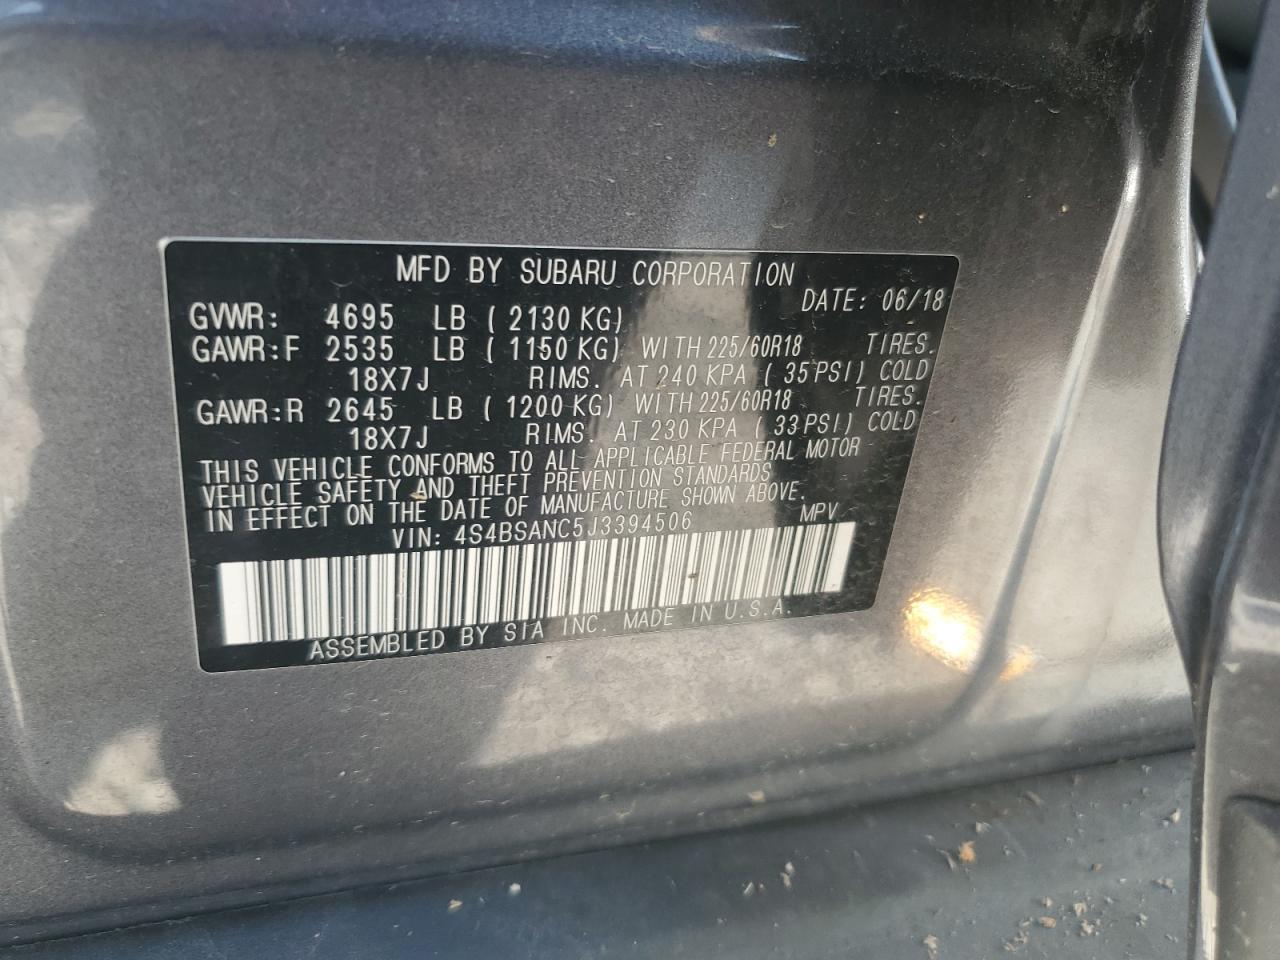 MFD BY SUBARU CORPORATION
DATE: 06/18
GVWR: 4695 LB ( 2130 KG)
GAWR:F 2535 LB ( 1150 KG) WITH 225/60R18 TIRES.
18X7J RIMS. AT 240 KPA ( 35 PSI) COLD
GAWR:R 2645 LB ( 1200 KG) WITH 225/60R18 TIRES.
18X7J RIMS. AT 230 KPA ( 33 PSI) COLD
THIS VEHICLE CONFORMS TO ALL APPLICABLE FEDERAL MOTOR
VEHICLE SAFETY AND THEFT PREVENTION STANDARDS
IN EFFECT ON THE DATE OF MANUFACTURE SHOWN ABOVE.
VIN: 4S4BSANC5J3394506 MPV
ASSEMBLED BY SIA INC. MADE IN U.S.A.